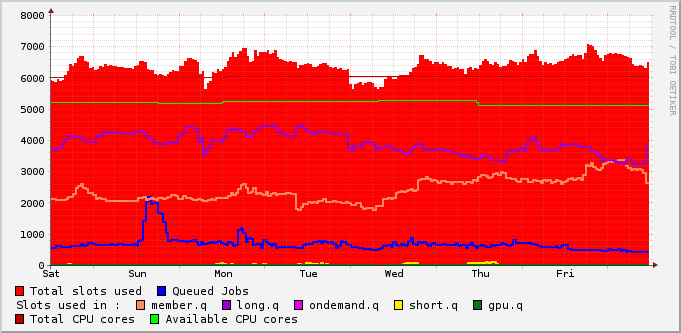 RRDTOOL / TOBI OETIKER
8000
7000
6000
5000
4000
3000
2000
1000
0
Sat Sun Mon Tue Wed Thu Fri
Total slots used Queued Jobs
Slots used in : member.q long.q ondemand.q short.q gpu.q
Total CPU cores Available CPU cores